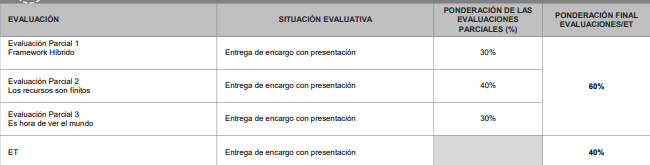 EVALUACIÓN
SITUACIÓN EVALUATIVA
PONDERACIÓN DE LAS
EVALUACIONES
PARCIALES (%)
PONDERACIÓN FINAL
EVALUACIONES/ET
Evaluación Parcial 1
Framework Híbrido
Entrega de encargo con presentación
30%
Evaluación Parcial 2
Los recursos son finitos
Entrega de encargo con presentación
40%
60%
Evaluación Parcial 3
Es hora de ver el mundo
Entrega de encargo con presentación
30%
ET
Entrega de encargo con presentación
40%